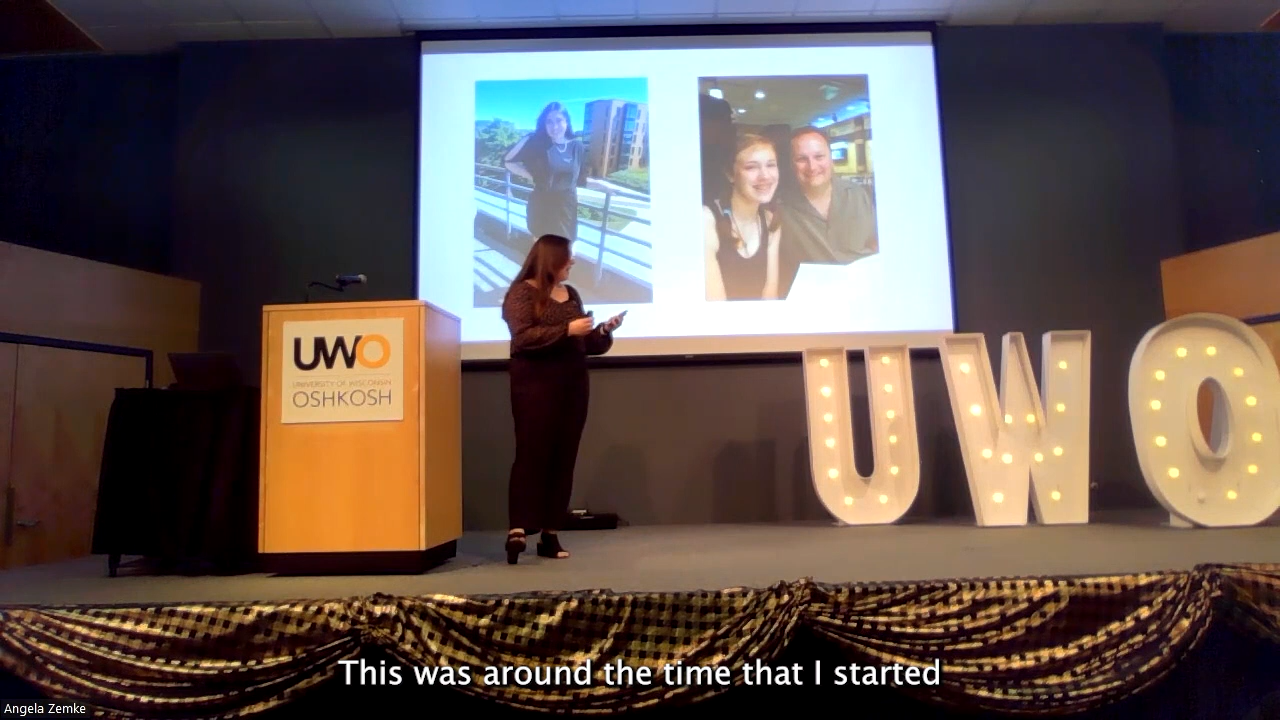 UWO
UNIVERSITY OF WISCONSIN
OSHKOSH
UWO
This was around the time that I started
Angela Zemke